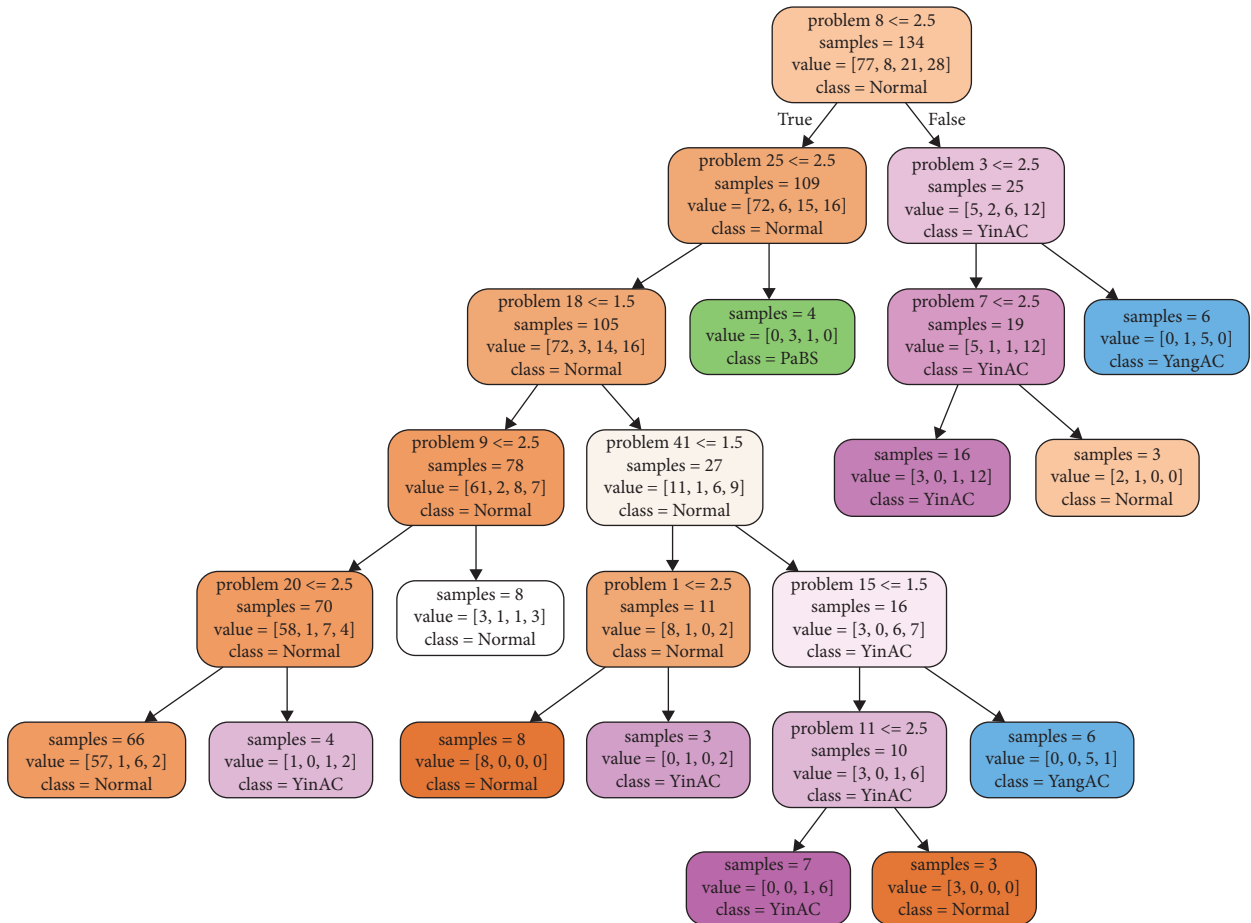 problem 8 <= 2.5
samples = 134
value = [77, 8, 21, 28]
class = Normal
True
False
problem 25 <= 2.5
samples = 109
value = [72, 6, 15, 16]
class = Normal
problem 3 <= 2.5
samples = 25
value = [5, 2, 6, 12]
class = YinAC
problem 18 <= 1.5
samples = 105
value = [72, 3, 14, 16]
class = Normal
samples = 4
value = [0, 3, 1, 0]
class = PaBS
problem 7 <= 2.5
samples = 19
value = [5, 1, 1, 12]
class = YinAC
samples = 6
value = [0, 1, 5, 0]
class = YangAC
problem 9 <= 2.5
samples = 78
value = [61, 2, 8, 7]
class = Normal
problem 41 <= 1.5
samples = 27
value = [11, 1, 6, 9]
class = Normal
samples = 16
value = [3, 0, 1, 12]
class = YinAC
samples = 3
value = [2, 1, 0, 0]
class = Normal
problem 20 <= 2.5
samples = 70
value = [58, 1, 7, 4]
class = Normal
samples = 8
value = [3, 1, 1, 3]
class = Normal
problem 1 <= 2.5
samples = 11
value = [8, 1, 0, 2]
class = Normal
problem 15 <= 1.5
samples = 16
value = [3, 0, 6, 7]
class = YinAC
samples = 66
value = [57, 1, 6, 2]
class = Normal
samples = 4
value = [1, 0, 1, 2]
class = YinAC
samples = 8
value = [8, 0, 0, 0]
class = Normal
samples = 3
value = [0, 1, 0, 2]
class = YinAC
problem 11 <= 2.5
samples = 10
value = [3, 0, 1, 6]
class = YinAC
samples = 6
value = [0, 0, 5, 1]
class = YangAC
samples = 7
value = [0, 0, 1, 6]
class = YinAC
samples = 3
value = [3, 0, 0, 0]
class = Normal